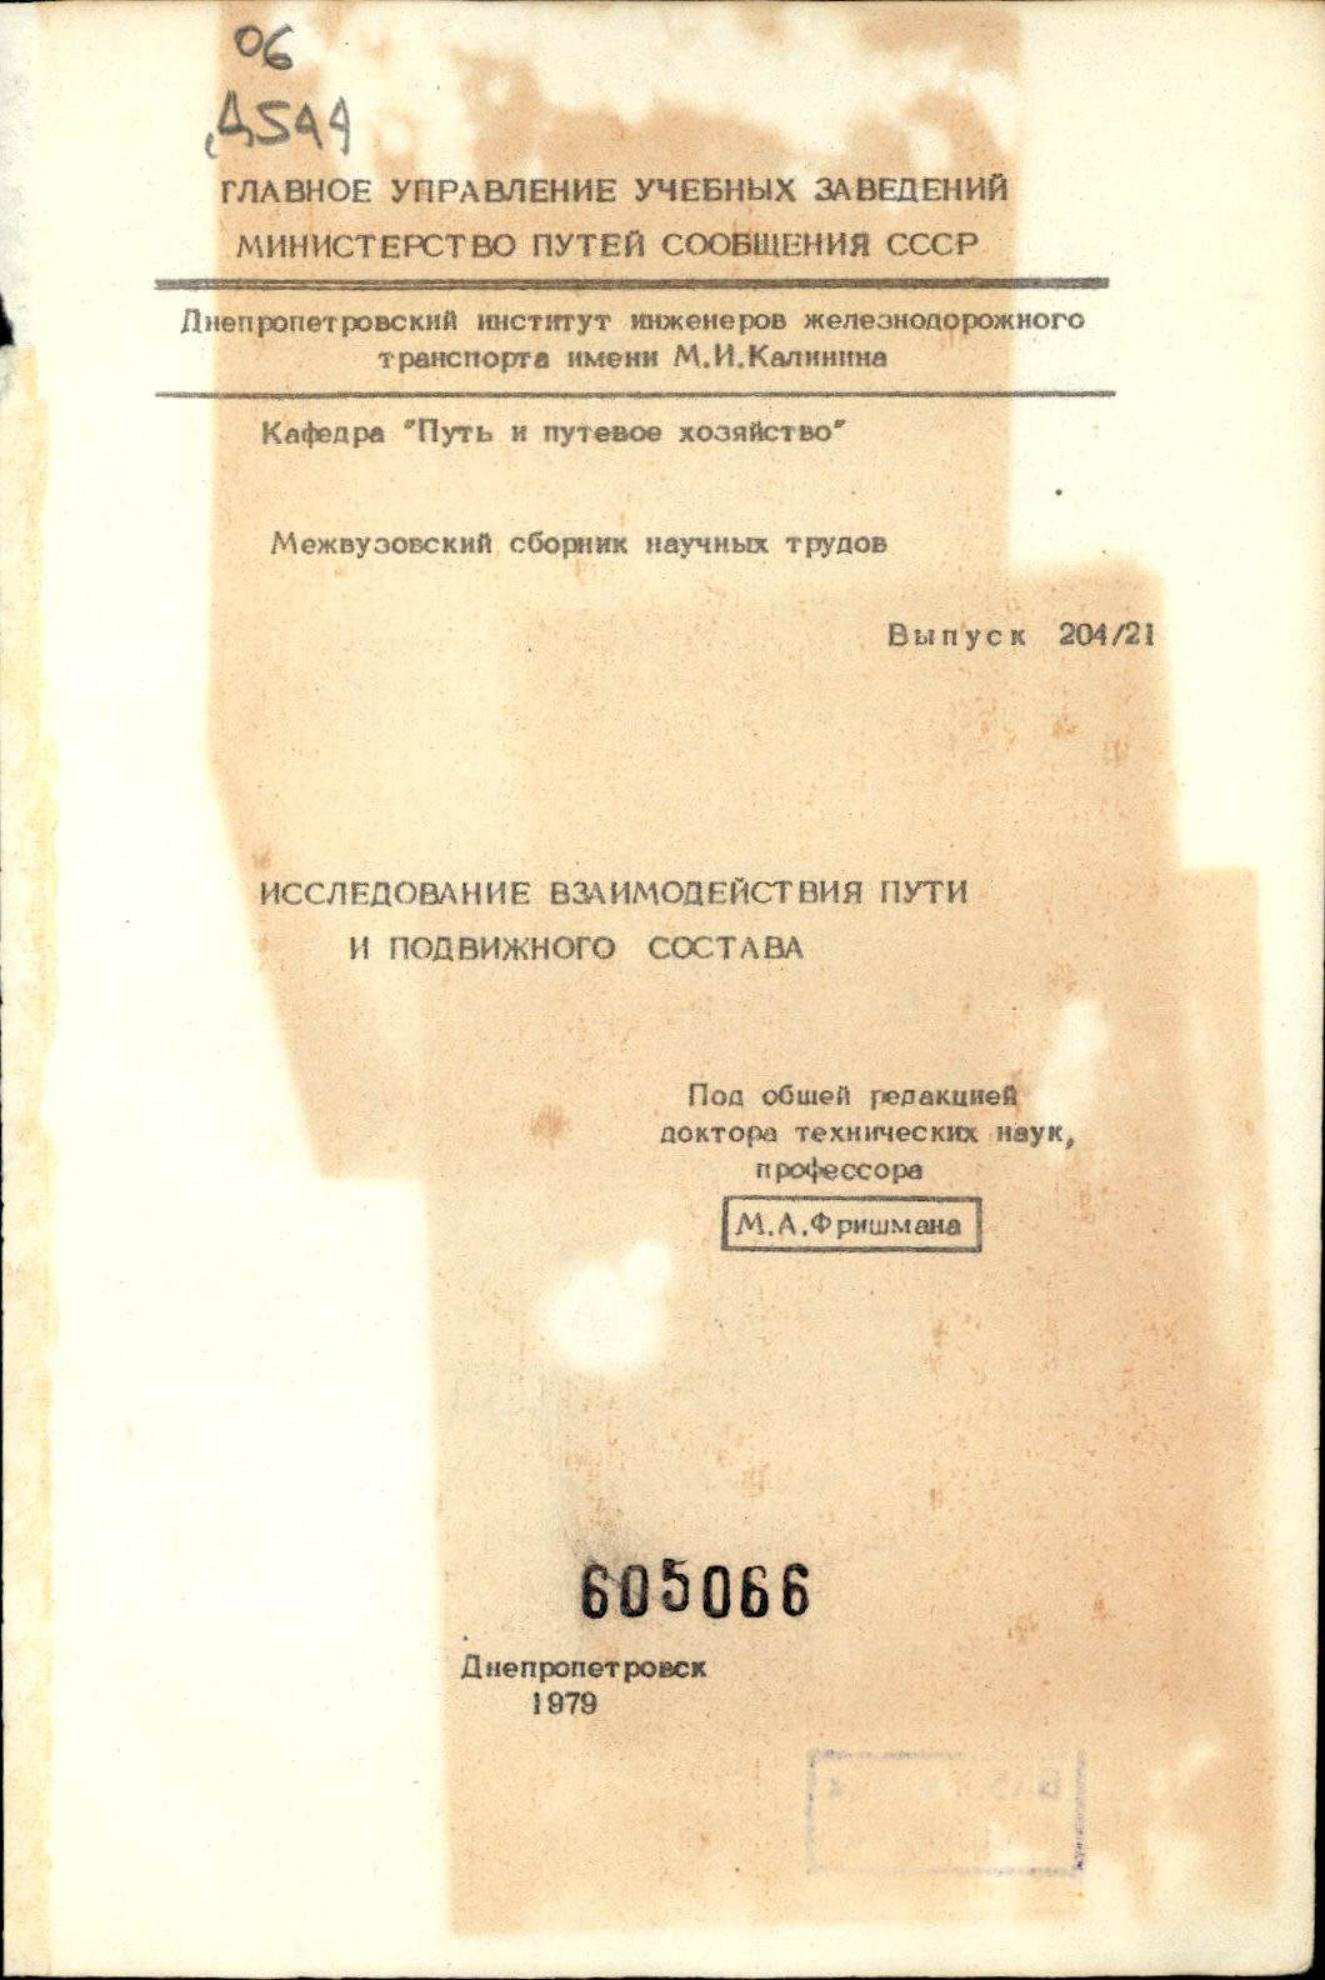 06
Д544
ГЛАВНОЕ УПРАВЛЕНИЕ УЧЕБНЫХ ЗАВЕДЕНИЙ
МИНИСТЕРСТВО ПУТЕЙ СООБЩЕНИЯ СССР
Днепропетровский институт инженеров железнодорожного
транспорта имени М.И.Калинина
Кафедра "Путь и путевое хозяйство"
Межвузовский сборник научных трудов
Выпуск 204/21
ИССЛЕДОВАНИЕ ВЗАИМОДЕЙСТВИЯ ПУТИ
И ПОДВИЖНОГО СОСТАВА
Под общей редакцией
доктора технических наук,
профессора
М.А.Фришмана
605066
Днепропетровск
1979